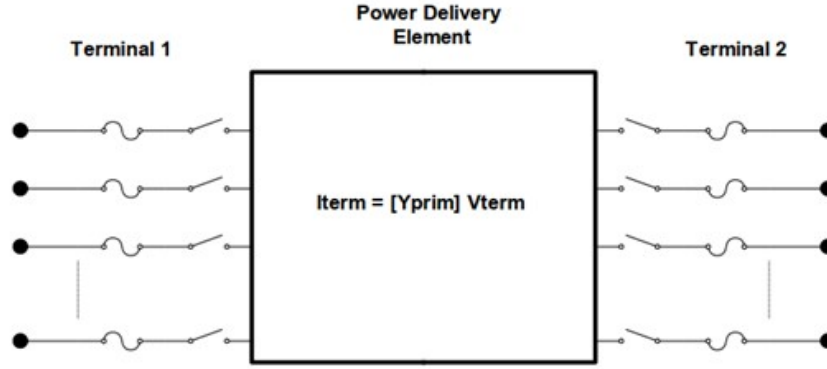 Power Delivery
Element
Terminal 1
Terminal 2
Iterm = [Yprim] Vterm